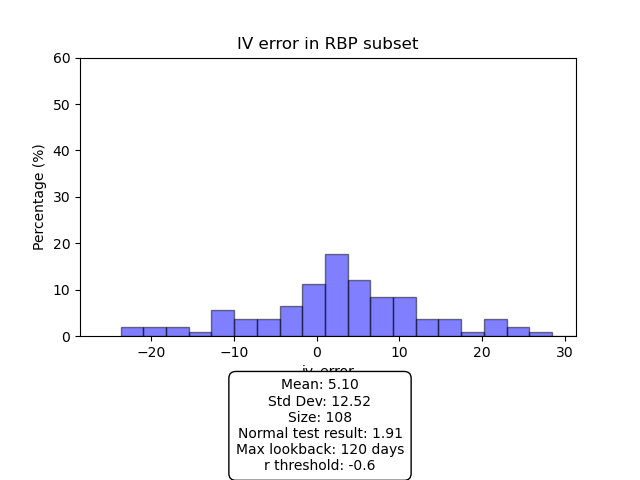 IV error in RBP subset
Percentage (%)
60
50
40
30
20
10
0
−20
−10
0
10
20
30
iv_error
Mean: 5.10
Std Dev: 12.52
Size: 108
Normal test result: 1.91
Max lookback: 120 days
r threshold: -0.6